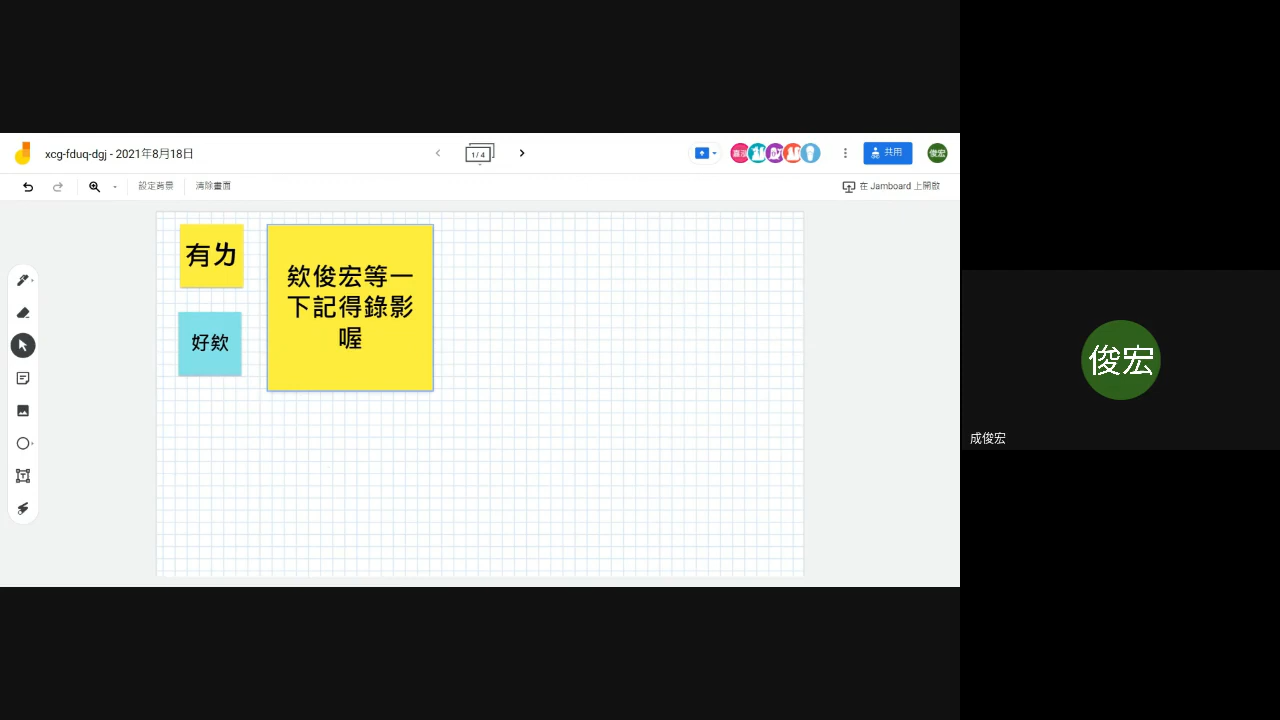 xcg-fduq-dgj - 2021年8月18日
1/4
共用
俊宏
設定背景
清除畫面
在 Jamboard 上開啟
有ㄌ
欸俊宏等一
下記得錄影
喔
好欸
俊宏
成俊宏